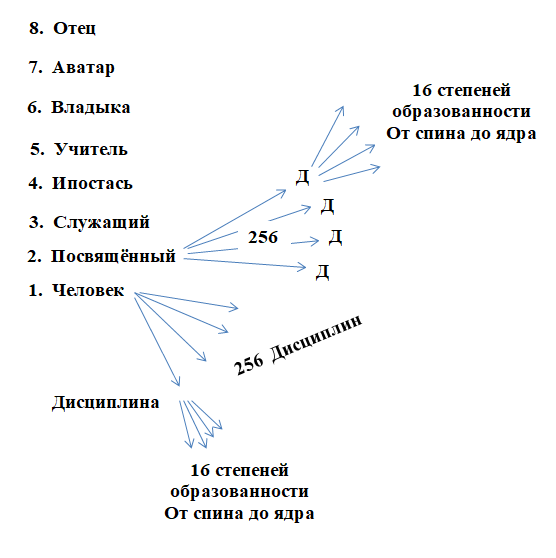 8. Отец
7. Аватар
6. Владыка
5. Учитель
4. Ипостась
3. Служащий
2. Посвящённый
1. Человек
16 степеней
образованности
От спина до ядра
Д
Д
256
Д
Д
256 Дисциплин
Дисциплина
16 степеней
образованности
От спина до ядра